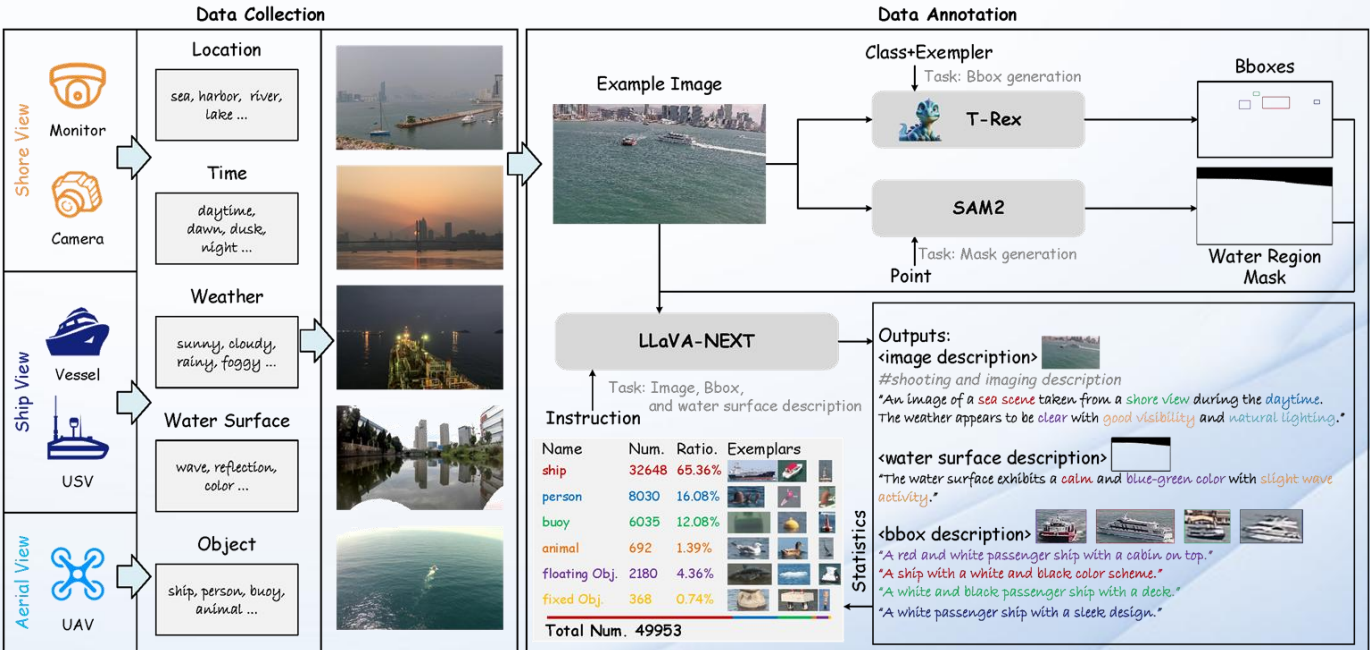 Data Collection
Shore View
Monitor
Camera
Ship View
Vessel
USV
Aerial View
UAV
Location
sea, harbor, river,
lake ...
Time
daytime,
dawn, dusk,
night ...
Weather
sunny, cloudy,
rainy, foggy ...
Water Surface
wave, reflection,
color ...
Object
ship, person, buoy,
animal ...
Data Annotation
Example Image
Class+Exempler
Task: Bbox generation
T-Rex
Bboxes
SAM2
Task: Mask generation
Point
Water Region
Mask
LLaVA-NEXT
Task: Image, Bbox,
and water surface description
Instruction
Outputs:
<image description>
#shooting and imaging description
"An image of a sea scene taken from a shore view during the daytime.
The weather appears to be clear with good visibility and natural lighting."
<water surface description>
"The water surface exhibits a calm and blue-green color with slight wave
activity."
<bbox description>
"A red and white passenger ship with a cabin on top."
"A ship with a white and black color scheme."
"A white and black passenger ship with a deck."
"A white passenger ship with a sleek design."
Statistics
Name Num. Ratio. Exemplars
ship 32648 65.36%
person 8030 16.08%
buoy 6035 12.08%
animal 692 1.39%
floating Obj. 2180 4.36%
fixed Obj. 368 0.74%
Total Num. 49953